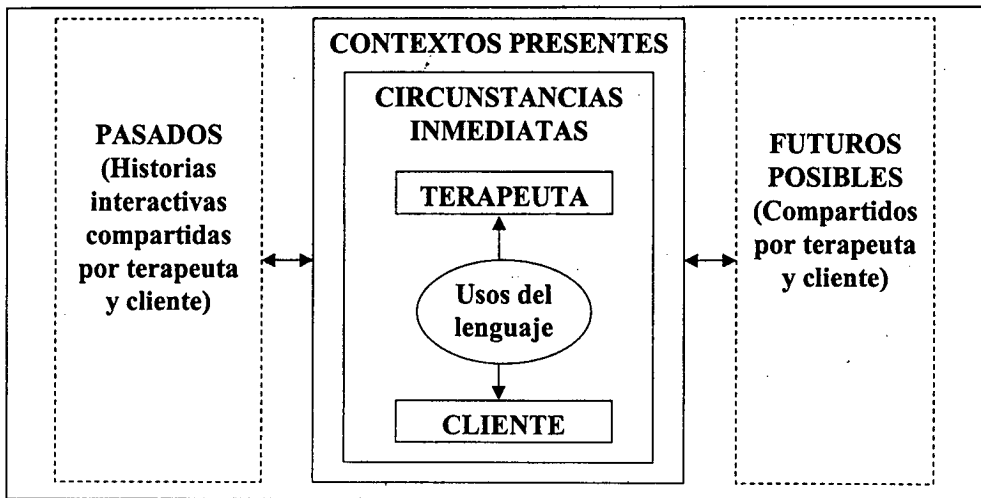 PASADOS
(Historias
interactivas
compartidas
por terapeuta
y cliente)
CONTEXTOS PRESENTES
CIRCUNSTANCIAS
INMEDIATAS
TERAPEUTA
Usos del
lenguaje
CLIENTE
FUTUROS
POSIBLES
(Compartidos
por terapeuta
y cliente)